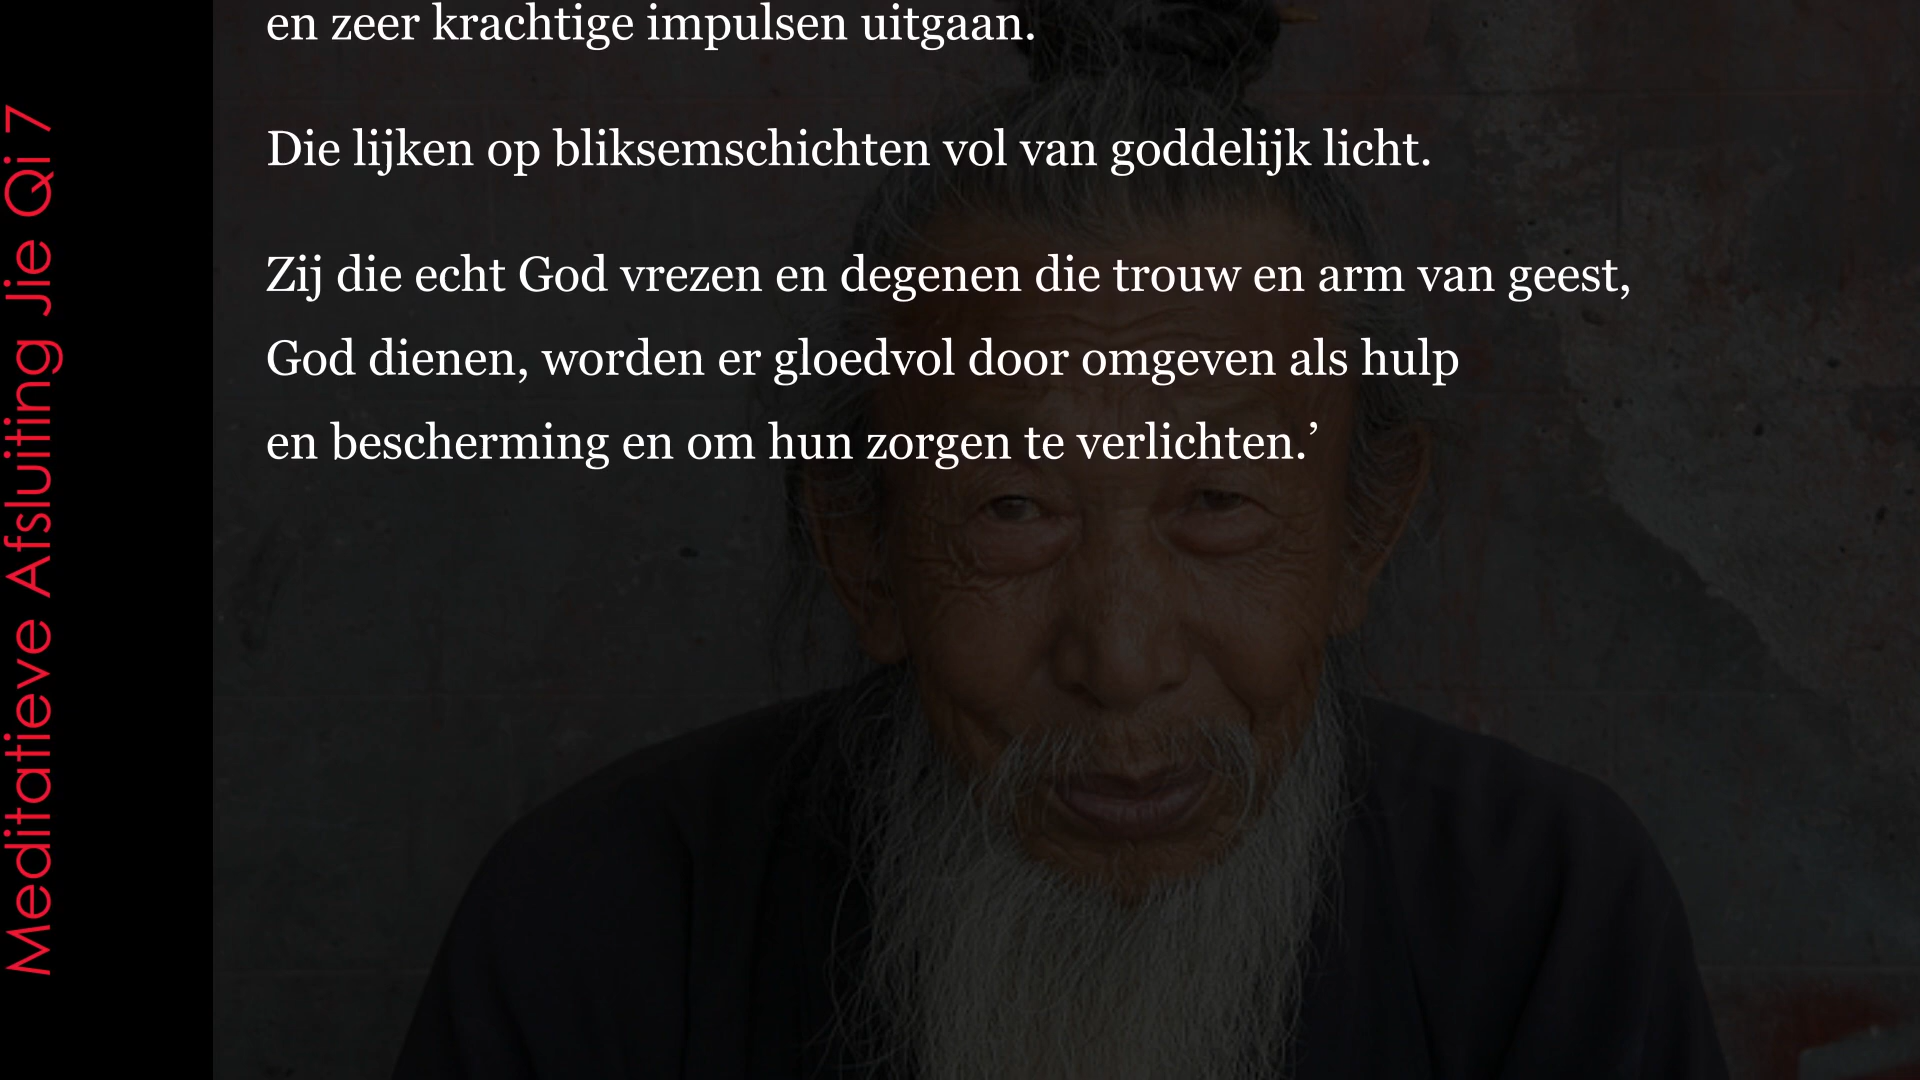 Meditatieve Afsluiting Jie Qi 7
en zeer krachtige impulsen uitgaan.
Die lijken op bliksemschichten vol van goddelijk licht.
Zij die echt God vrezen en degenen die trouw en arm van geest,
God dienen, worden er gloedvol door omgeven als hulp
en bescherming en om hun zorgen te verlichten.’